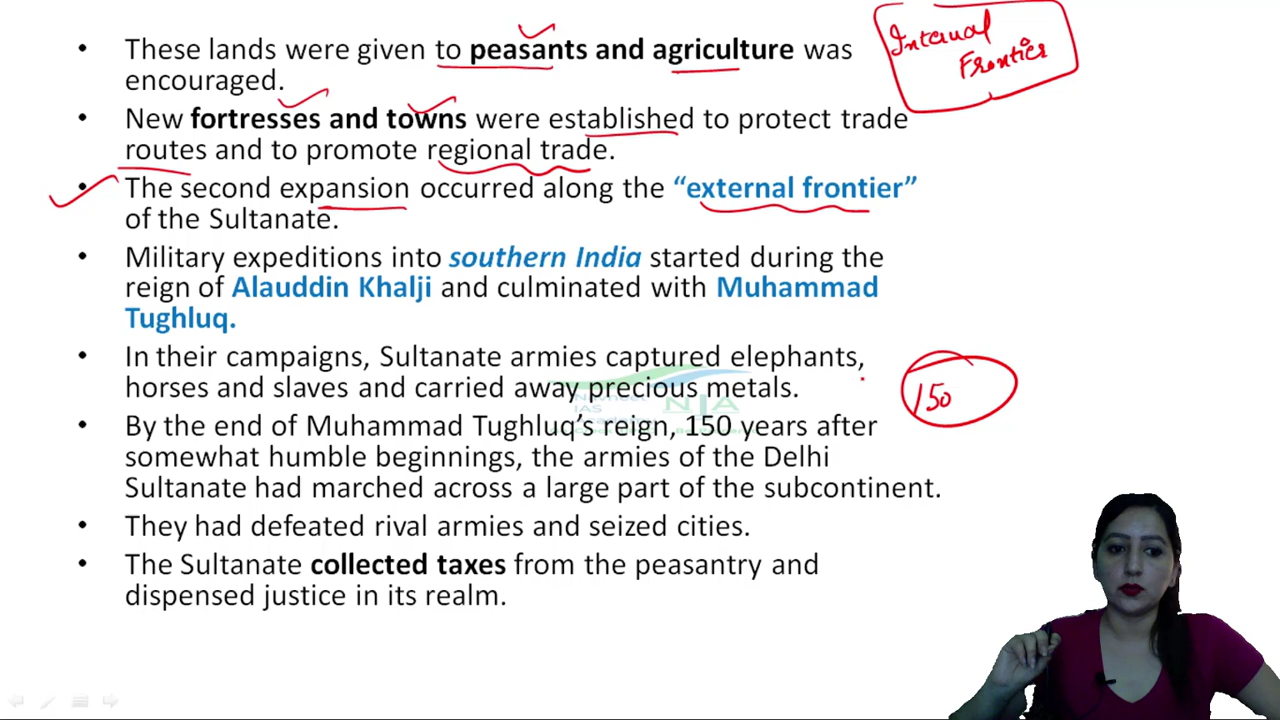 • These lands were given to peasants and agriculture was
encouraged.
Internal
Frontier
• New fortresses and towns were established to protect trade
routes and to promote regional trade.
• The second expansion occurred along the “external frontier”
of the Sultanate.
• Military expeditions into southern India started during the
reign of Alauddin Khalji and culminated with Muhammad
Tughluq.
• In their campaigns, Sultanate armies captured elephants,
horses and slaves and carried away precious metals.
150
• By the end of Muhammad Tughluq’s reign, 150 years after
somewhat humble beginnings, the armies of the Delhi
Sultanate had marched across a large part of the subcontinent.
• They had defeated rival armies and seized cities.
• The Sultanate collected taxes from the peasantry and
dispensed justice in its realm.
IAS
NIA